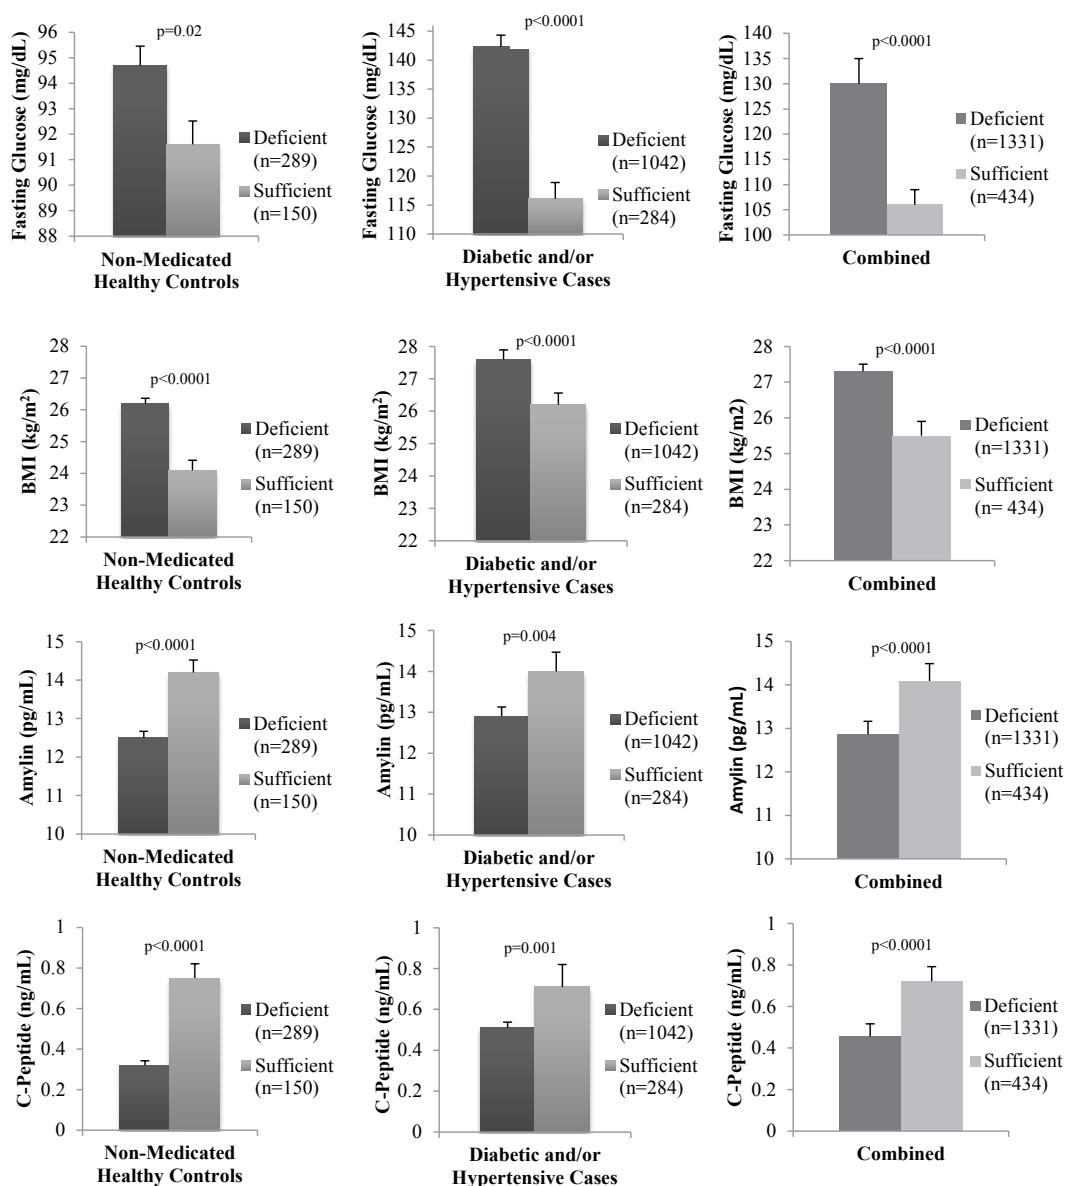 Fasting Glucose (mg/dL)
96
95
94
93
92
91
90
89
88
p=0.02
Deficient
(n=289)
Sufficient
(n=150)
Non-Medicated
Healthy Controls
Fasting Glucose (mg/dL)
145
140
135
130
125
120
115
110
p<0.0001
Deficient
(n=1042)
Sufficient
(n=284)
Diabetic and/or
Hypertensive Cases
Fasting Glucose (mg/dL)
140
135
130
125
120
115
110
105
100
p<0.0001
Deficient
(n=1331)
Sufficient
(n=434)
Combined
BMI (kg/m²)
28
27
26
25
24
23
22
p<0.0001
Deficient
(n=289)
Sufficient
(n=150)
Non-Medicated
Healthy Controls
BMI (kg/m²)
28
27
26
25
24
23
22
p<0.0001
Deficient
(n=1042)
Sufficient
(n=284)
Diabetic and/or
Hypertensive Cases
BMI (kg/m2)
28
27
26
25
24
23
22
p<0.0001
Deficient
(n=1331)
Sufficient
(n= 434)
Combined
Amylin (pg/mL)
15
14
13
12
11
10
p<0.0001
Deficient
(n=289)
Sufficient
(n=150)
Non-Medicated
Healthy Controls
Amylin (pg/mL)
15
14
13
12
11
10
p=0.004
Deficient
(n=1042)
Sufficient
(n=284)
Diabetic and/or
Hypertensive Cases
Amylin (pg/mL)
15
14
13
12
11
10
p<0.0001
Deficient
(n=1331)
Sufficient
(n=434)
Combined
C-Peptide (ng/mL)
1
0.8
0.6
0.4
0.2
0
p<0.0001
Deficient
(n=289)
Sufficient
(n=150)
Non-Medicated
Healthy Controls
C-Peptide (ng/mL)
1
0.8
0.6
0.4
0.2
0
p=0.001
Deficient
(n=1042)
Sufficient
(n=284)
Diabetic and/or
Hypertensive Cases
C-Peptide (ng/mL)
1
0.8
0.6
0.4
0.2
0
p<0.0001
Deficient
(n=1331)
Sufficient
(n=434)
Combined